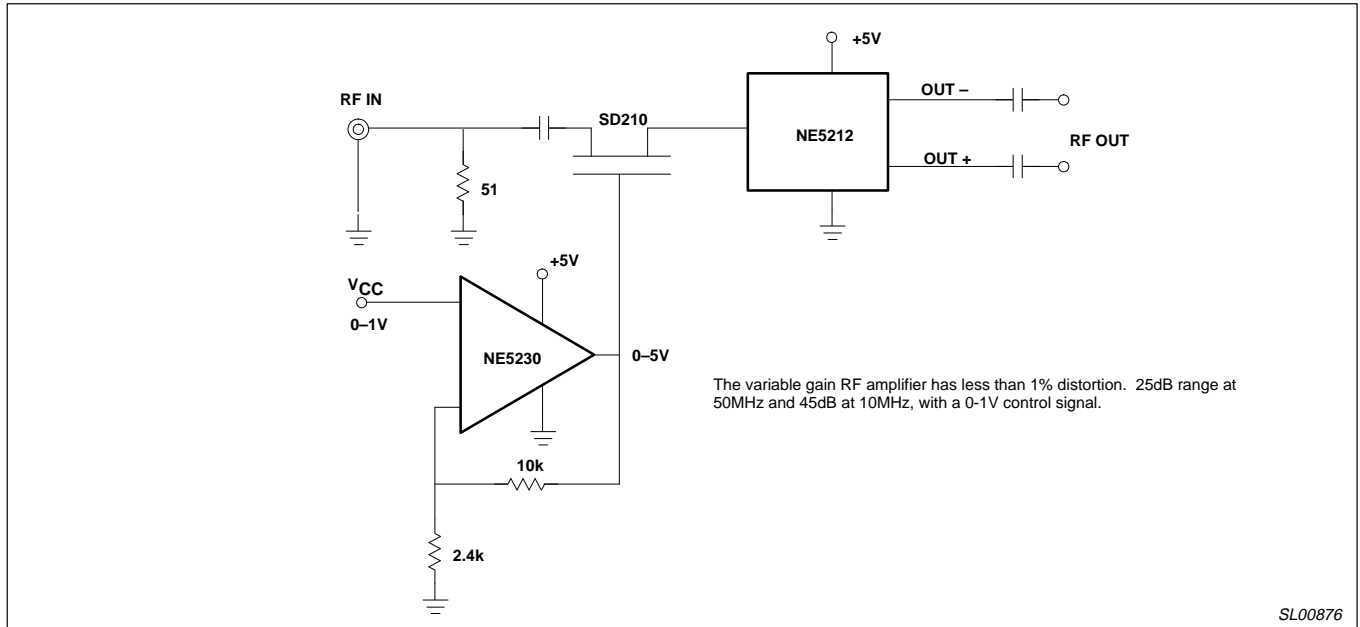 +5V
RF IN
SD210
OUT –
NE5212
RF OUT
OUT +
51
+5V
VCC
0–1V
NE5230
0–5V
The variable gain RF amplifier has less than 1% distortion. 25dB range at
50MHz and 45dB at 10MHz, with a 0-1V control signal.
10k
2.4k
SL00876